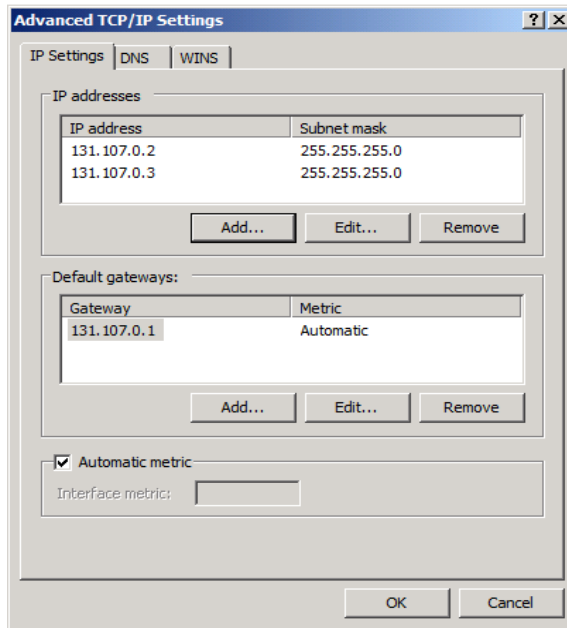 Advanced TCP/IP Settings
IP Settings DNS WINS
IP addresses
IP address Subnet mask
131.107.0.2 255.255.255.0
131.107.0.3 255.255.255.0
Add... Edit... Remove
Default gateways:
Gateway Metric
131.107.0.1 Automatic
Add... Edit... Remove
Automatic metric
Interface metric:
OK Cancel